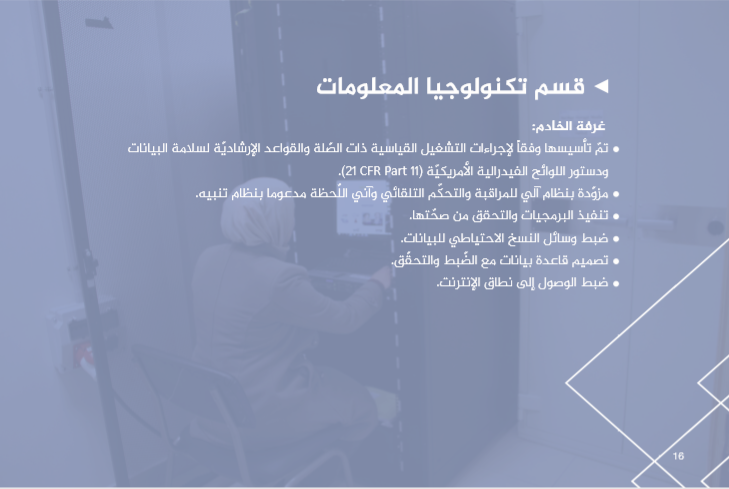 ◄ قسم تكنولوجيا المعلومات
غرفة الخادم:
● تمّ تأسيسها وفقاً لإجراءات التشغيل القياسية ذات الصّلة والقواعد الإرشاديّة لسلامة البيانات
ودستور اللوائح الفيدرالية الأمريكيّة (21 CFR Part 11).
● مزوّدة بنظام آلي للمراقبة والتحكّم التلقائي وآني اللّحظة مدعوما بنظام تنبيه.
● تنفيذ البرمجيات والتحقق من صحّتها.
● ضبط وسائل النسخ الاحتياطي للبيانات.
● تصميم قاعدة بيانات مع الضّبط والتحقّق.
● ضبط الوصول إلى نطاق الإنترنت.
16